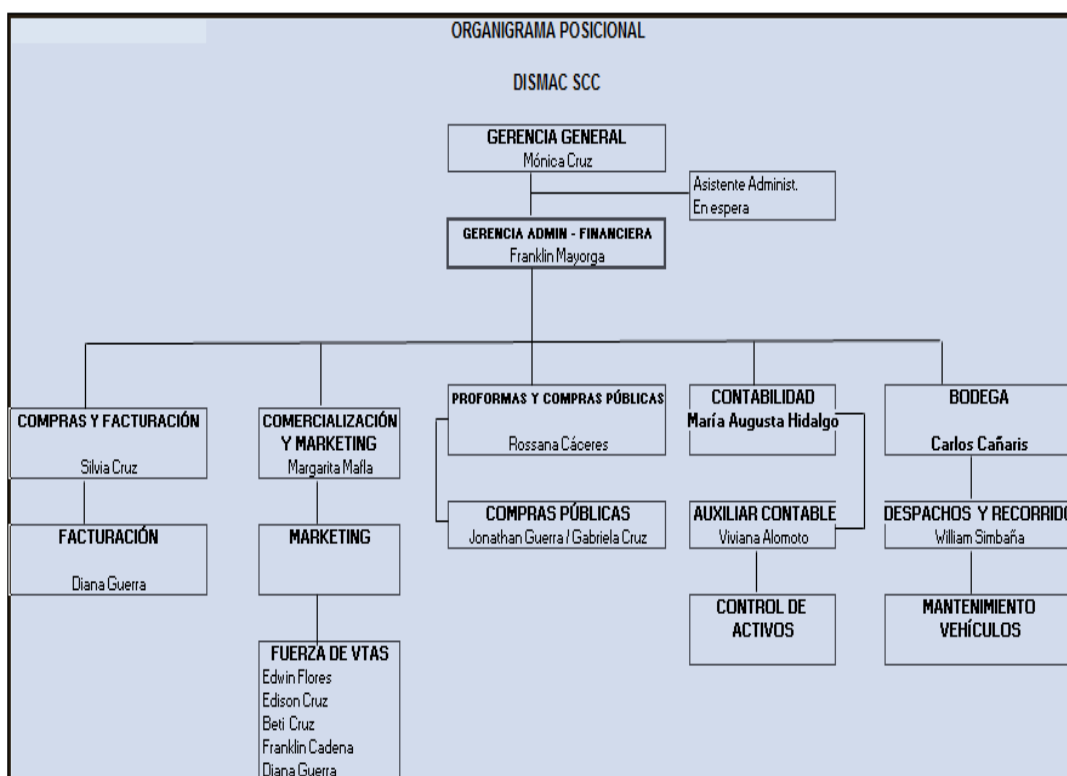 ORGANIGRAMA POSICIONAL
DISMAC SCC
GERENCIA GENERAL
Mónica Cruz
Asistente Administ.
En espera
GERENCIA ADMIN - FINANCIERA
Franklin Mayorga
COMPRAS Y FACTURACIÓN
Silvia Cruz
FACTURACIÓN
Diana Guerra
COMERCIALIZACIÓN
Y MARKETING
Margarita Mafla
MARKETING
FUERZA DE VTAS
Edwin Flores
Edison Cruz
Beti Cruz
Franklin Cadena
Diana Guerra
PROFORMAS Y COMPRAS PÚBLICAS
Rossana Cáceres
COMPRAS PÚBLICAS
Jonathan Guerra / Gabriela Cruz
CONTABILIDAD
María Augusta Hidalgo
AUXILIAR CONTABLE
Viviana Alomoto
CONTROL DE
ACTIVOS
BODEGA
Carlos Cañaris
DESPACHOS Y RECORRIDO
William Simbaña
MANTENIMIENTO
VEHÍCULOS